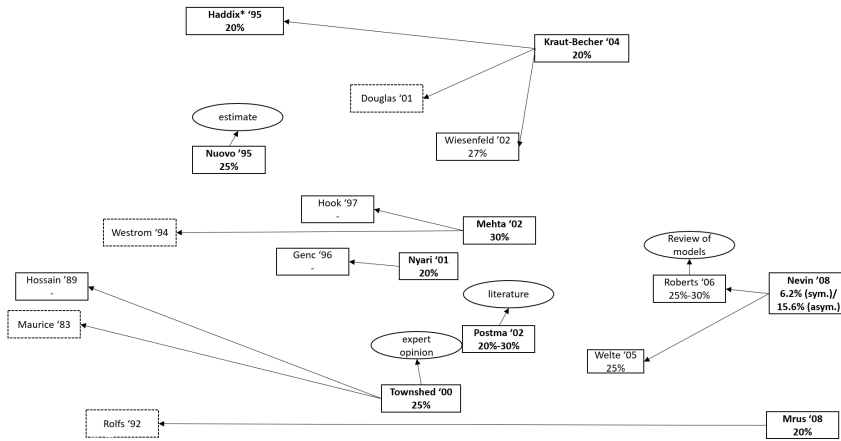 Haddix* ‘95
20%
Kraut-Becher ‘04
20%
Douglas ‘01
estimate
Wiesenfeld ‘02
27%
Nuovo ’95
25%
Hook ‘97
-
Westrom ‘94
Mehta ‘02
30%
Review of
models
Genc ‘96
-
Nyari ‘01
20%
Hossain ‘89
-
literature
Roberts ‘06
25%-30%
Nevin ‘08
6.2% (sym.)/
15.6% (asym.)
Maurice ‘83
expert
opinion
Postma ‘02
20%-30%
Welte ‘05
25%
Townshed ‘00
25%
Rolfs ‘92
Mrus ‘08
20%